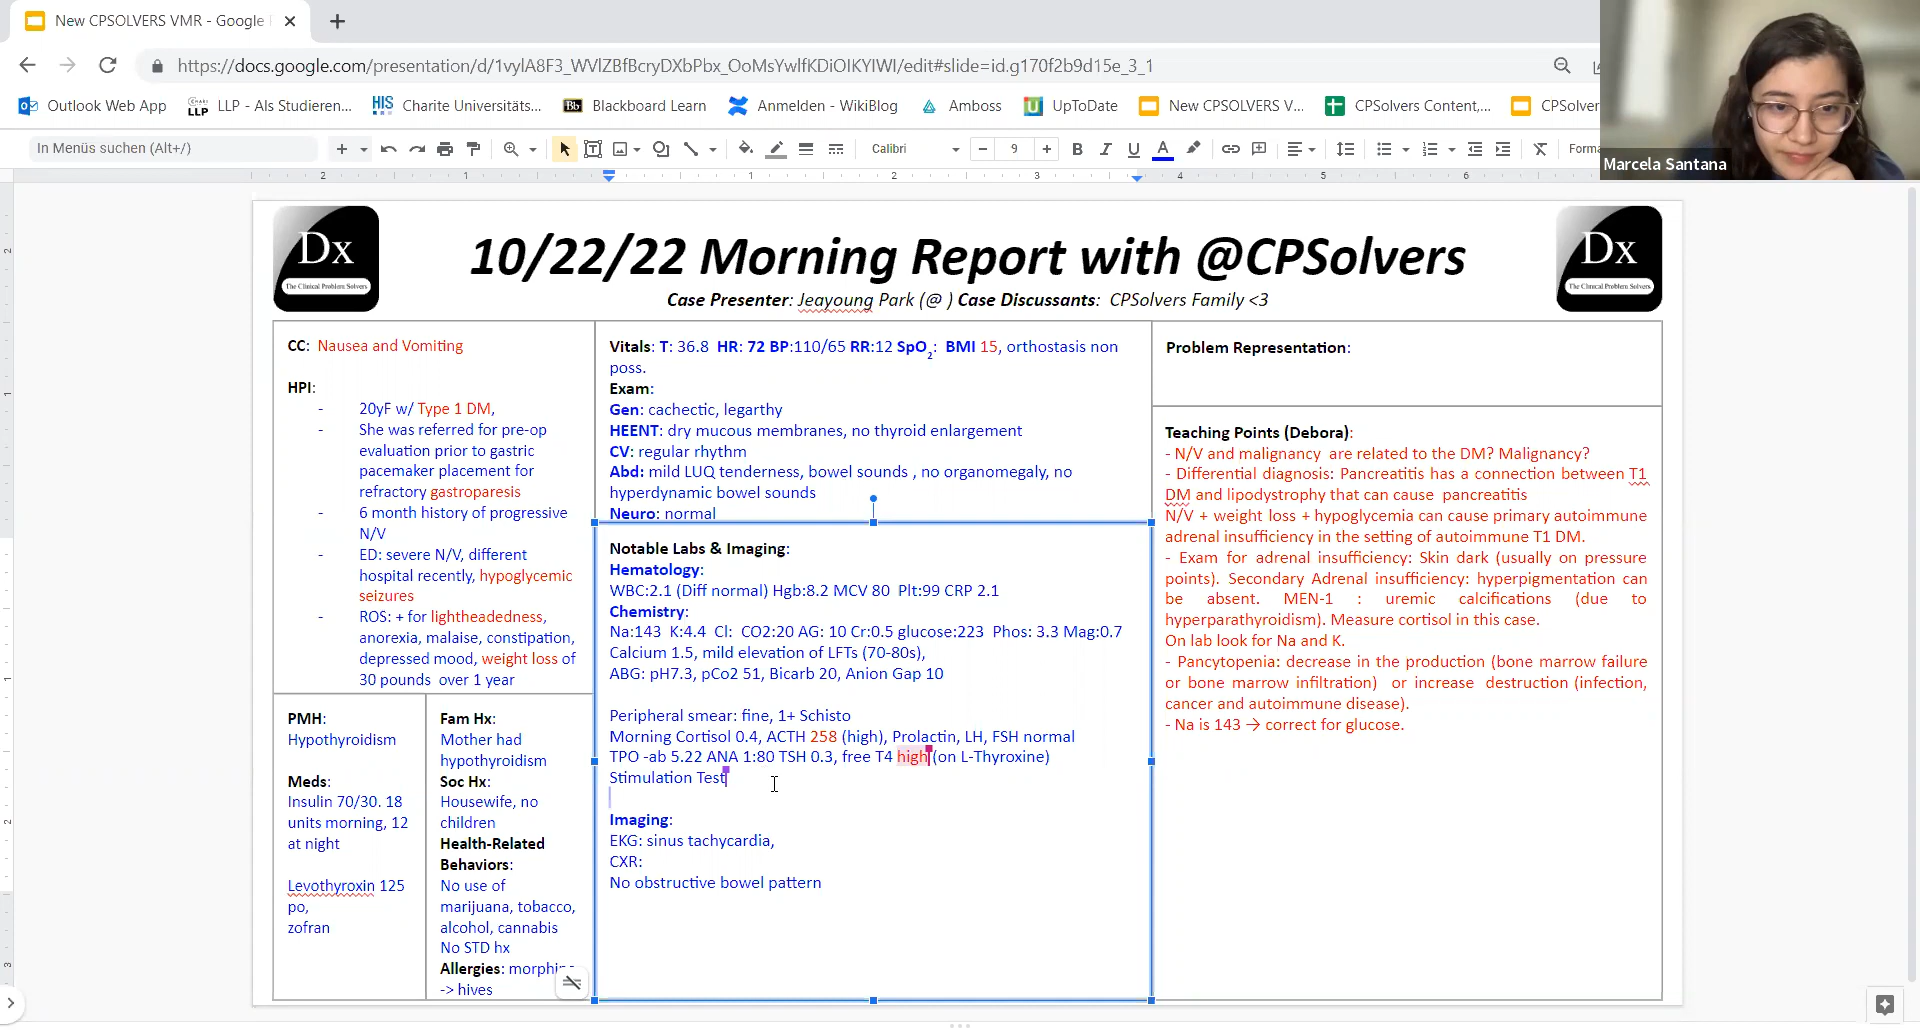 New CPSOLVERS VMR - Google
https://docs.google.com/presentation/d/1vylA8F3_WVlZBfBcryDXbPbx_OoMsYwlfKDiOIKYIWI/edit#slide=id.g170f2b9d15e_3_1
Outlook Web App
LLP - Als Studieren...
HIS
Charite Universitäts...
Bb
Blackboard Learn
Anmelden - WikiBlog
Amboss
UpToDate
New CPSOLVERS V...
CPSolvers Content,...
CPSolver
In Menüs suchen (Alt+/)
Calibri
9
Forma
Marcela Santana
Dx
The Clinical Problem Solvers
10/22/22 Morning Report with @CPSolvers
Case Presenter: Jeayoung Park (@ ) Case Discussants: CPSolvers Family <3
Dx
The Clinical Problem Solvers
CC: Nausea and Vomiting
HPI:
- 20yF w/ Type 1 DM,
- She was referred for pre-op
evaluation prior to gastric
pacemaker placement for
refractory gastroparesis
- 6 month history of progressive
N/V
- ED: severe N/V, different
hospital recently, hypoglycemic
seizures
- ROS: + for lightheadedness,
anorexia, malaise, constipation,
depressed mood, weight loss of
30 pounds over 1 year
PMH:
Hypothyroidism
Meds:
Insulin 70/30. 18
units morning, 12
at night
Levothyroxin 125
po,
zofran
Fam Hx:
Mother had
hypothyroidism
Soc Hx:
Housewife, no
children
Health-Related
Behaviors:
No use of
marijuana, tobacco,
alcohol, cannabis
No STD hx
Allergies: morphine
-> hives
Vitals: T: 36.8 HR: 72 BP:110/65 RR:12 SpO2: BMI 15, orthostasis non
poss.
Exam:
Gen: cachectic, legarthy
HEENT: dry mucous membranes, no thyroid enlargement
CV: regular rhythm
Abd: mild LUQ tenderness, bowel sounds , no organomegaly, no
hyperdynamic bowel sounds
Neuro: normal
Notable Labs & Imaging:
Hematology:
WBC:2.1 (Diff normal) Hgb:8.2 MCV 80 Plt:99 CRP 2.1
Chemistry:
Na:143 K:4.4 Cl: CO2:20 AG: 10 Cr:0.5 glucose:223 Phos: 3.3 Mag:0.7
Calcium 1.5, mild elevation of LFTs (70-80s),
ABG: pH7.3, pCo2 51, Bicarb 20, Anion Gap 10
Peripheral smear: fine, 1+ Schisto
Morning Cortisol 0.4, ACTH 258 (high), Prolactin, LH, FSH normal
TPO -ab 5.22 ANA 1:80 TSH 0.3, free T4 high (on L-Thyroxine)
Stimulation Test
Imaging:
EKG: sinus tachycardia,
CXR:
No obstructive bowel pattern
Problem Representation:
Teaching Points (Debora):
- N/V and malignancy are related to the DM? Malignancy?
- Differential diagnosis: Pancreatitis has a connection between T1
DM and lipodystrophy that can cause pancreatitis
N/V + weight loss + hypoglycemia can cause primary autoimmune
adrenal insufficiency in the setting of autoimmune T1 DM.
- Exam for adrenal insufficiency: Skin dark (usually on pressure
points). Secondary Adrenal insufficiency: hyperpigmentation can
be absent. MEN-1 : uremic calcifications (due to
hyperparathyroidism). Measure cortisol in this case.
On lab look for Na and K.
- Pancytopenia: decrease in the production (bone marrow failure
or bone marrow infiltration) or increase destruction (infection,
cancer and autoimmune disease).
- Na is 143 → correct for glucose.